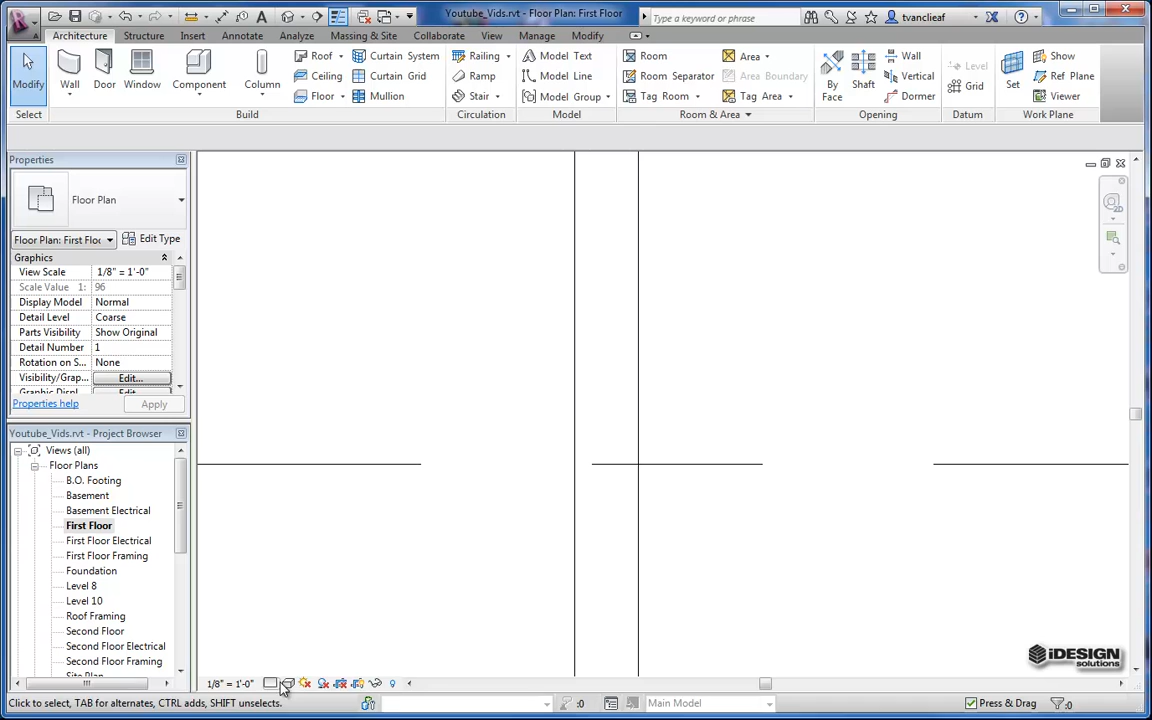 Youtube_Vids.rvt - Floor Plan: First Floor
Type a keyword or phrase
tvanclieaf
Architecture Structure Insert Annotate Analyze Massing & Site Collaborate View Manage Modify
Modify
Wall
Door
Window
Component
Column
Roof
Ceiling
Floor
Curtain System
Curtain Grid
Mullion
Railing
Ramp
Stair
Model Text
Model Line
Model Group
Room
Room Separator
Tag Room
Area
Area Boundary
Tag Area
By Face
Shaft
Wall
Vertical
Dormer
Level
Grid
Set
Show
Ref Plane
Viewer
Select Build Circulation Model Room & Area Opening Datum Work Plane
Properties
Floor Plan
Floor Plan: First Floo
Edit Type
Graphics
View Scale 1/8" = 1'-0"
Scale Value 1: 96
Display Model Normal
Detail Level Coarse
Parts Visibility Show Original
Detail Number 1
Rotation on S... None
Visibility/Grap... Edit...
Graphic Displ... Edit...
Properties help
Apply
Youtube_Vids.rvt - Project Browser
Views (all)
Floor Plans
B.O. Footing
Basement
Basement Electrical
First Floor
First Floor Electrical
First Floor Framing
Foundation
Level 8
Level 10
Roof Framing
Second Floor
Second Floor Electrical
Second Floor Framing
Site Plan
1/8" = 1'-0"
iDESIGN
solutions
Click to select, TAB for alternates, CTRL adds, SHIFT unselects.
:0
Main Model
Press & Drag
:0